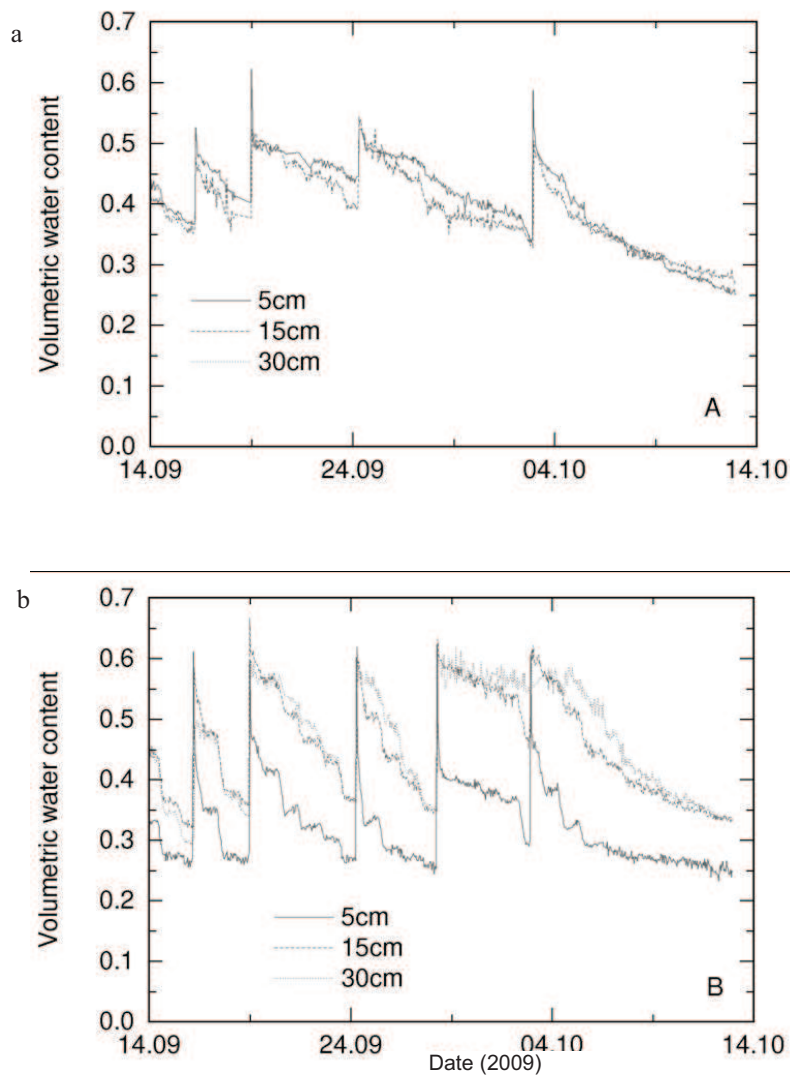 a
Volumetric water content
0.7
0.6
0.5
0.4
0.3
0.2
0.1
0.0
5cm
15cm
30cm
A
14.09 24.09 04.10 14.10
b
Volumetric water content
0.7
0.6
0.5
0.4
0.3
0.2
0.1
0.0
5cm
15cm
30cm
B
14.09 24.09 04.10 14.10
Date (2009)